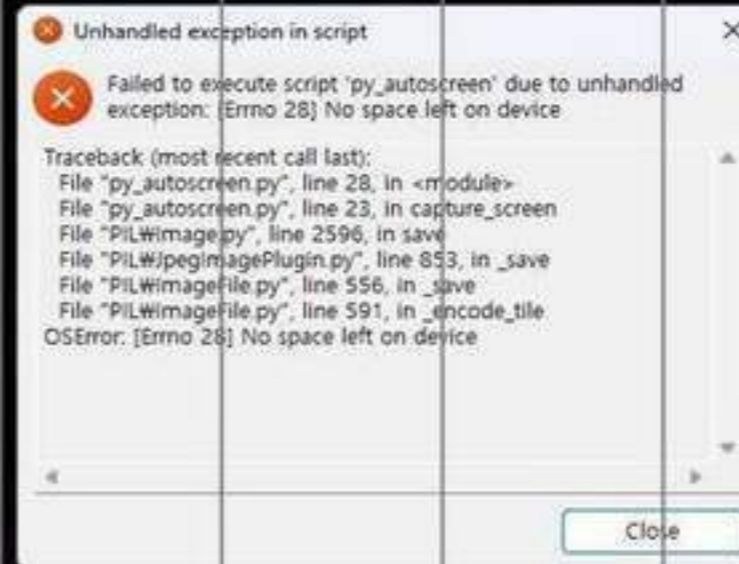 Unhandled exception in script
Failed to execute script 'py_autoscreen' due to unhandled
exception: [Errno 28] No space left on device
Traceback (most recent call last):
File "py_autoscreen.py", line 28, in <module>
File "py_autoscreen.py", line 23, in capture_screen
File "PIL₩Image.py", line 2596, in save
File "PIL₩JpegImagePlugin.py", line 853, in _save
File "PIL₩ImageFile.py", line 556, in _save
File "PIL₩ImageFile.py", line 591, in _encode_tile
OSError: [Errno 28] No space left on device
Close